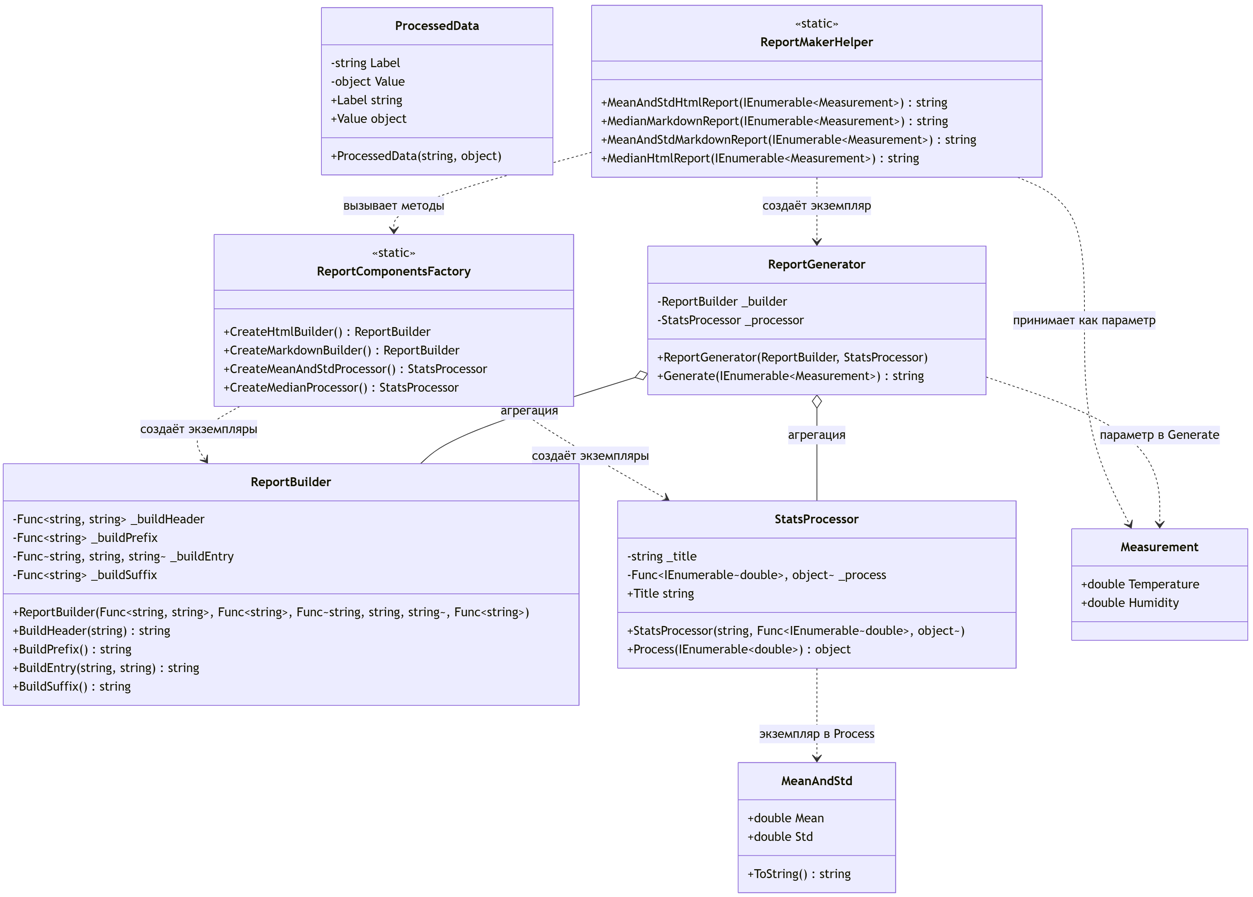 ProcessedData
-string Label
-object Value
+Label string
+Value object
+ProcessedData(string, object)
«static»
ReportMakerHelper
+MeanAndStdHtmlReport(IEnumerable<Measurement>) : string
+MedianMarkdownReport(IEnumerable<Measurement>) : string
+MeanAndStdMarkdownReport(IEnumerable<Measurement>) : string
+MedianHtmlReport(IEnumerable<Measurement>) : string
вызывает методы
создаёт экземпляр
«static»
ReportComponentsFactory
+CreateHtmlBuilder() : ReportBuilder
+CreateMarkdownBuilder() : ReportBuilder
+CreateMeanAndStdProcessor() : StatsProcessor
+CreateMedianProcessor() : StatsProcessor
ReportGenerator
-ReportBuilder _builder
-StatsProcessor _processor
+ReportGenerator(ReportBuilder, StatsProcessor)
+Generate(IEnumerable<Measurement>) : string
принимает как параметр
создаёт экземпляры
агрегация
создаёт экземпляры
агрегация
параметр в Generate
ReportBuilder
-Func<string, string> _buildHeader
-Func<string> _buildPrefix
-Func~string, string, string~ _buildEntry
-Func<string> _buildSuffix
+ReportBuilder(Func<string, string>, Func<string>, Func~string, string, string~, Func<string>)
+BuildHeader(string) : string
+BuildPrefix() : string
+BuildEntry(string, string) : string
+BuildSuffix() : string
StatsProcessor
-string _title
-Func<IEnumerable~double>, object~ _process
+Title string
+StatsProcessor(string, Func<IEnumerable~double>, object~)
+Process(IEnumerable<double>) : object
Measurement
+double Temperature
+double Humidity
экземпляр в Process
MeanAndStd
+double Mean
+double Std
+ToString() : string